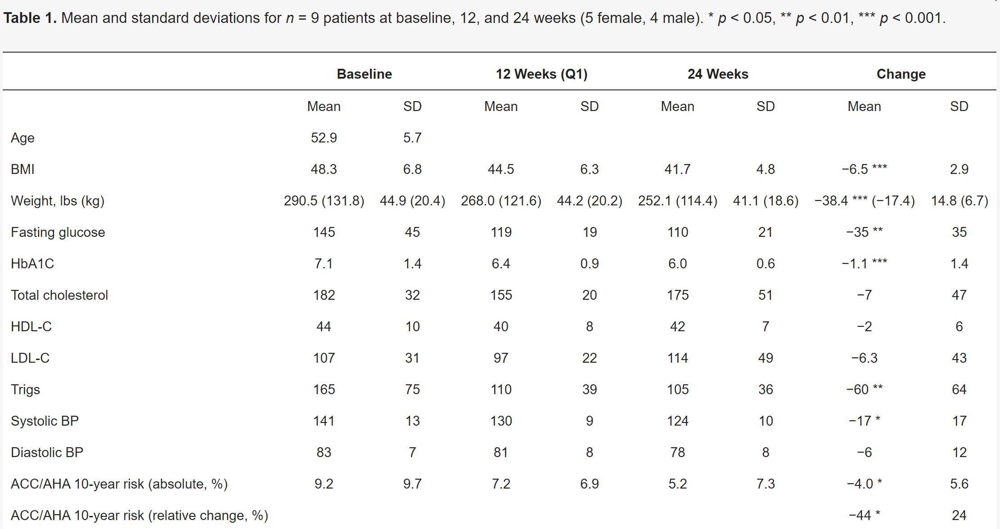 Table 1. Mean and standard deviations for n = 9 patients at baseline, 12, and 24 weeks (5 female, 4 male). * p < 0.05, ** p < 0.01, *** p < 0.001.
Baseline 12 Weeks (Q1) 24 Weeks Change
Mean SD Mean SD Mean SD Mean SD
Age 52.9 5.7
BMI 48.3 6.8 44.5 6.3 41.7 4.8 −6.5 *** 2.9
Weight, lbs (kg) 290.5 (131.8) 44.9 (20.4) 268.0 (121.6) 44.2 (20.2) 252.1 (114.4) 41.1 (18.6) −38.4 *** (−17.4) 14.8 (6.7)
Fasting glucose 145 45 119 19 110 21 −35 ** 35
HbA1C 7.1 1.4 6.4 0.9 6.0 0.6 −1.1 *** 1.4
Total cholesterol 182 32 155 20 175 51 −7 47
HDL-C 44 10 40 8 42 7 −2 6
LDL-C 107 31 97 22 114 49 −6.3 43
Trigs 165 75 110 39 105 36 −60 ** 64
Systolic BP 141 13 130 9 124 10 −17 * 17
Diastolic BP 83 7 81 8 78 8 −6 12
ACC/AHA 10-year risk (absolute, %) 9.2 9.7 7.2 6.9 5.2 7.3 −4.0 * 5.6
ACC/AHA 10-year risk (relative change, %) −44 * 24